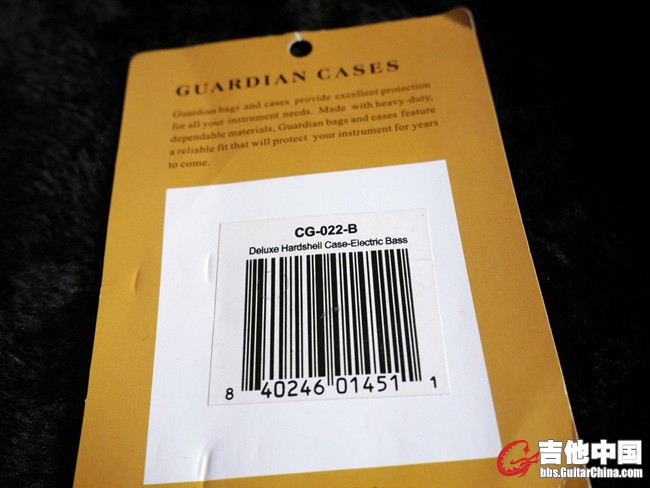 GUARDIAN CASES
Guardian bags and cases provide excellent protection
for all your instrument needs. Made with heavy-duty,
dependable materials, Guardian bags and cases feature
a reliable fit that will protect your instrument for years
to come.
CG-022-B
Deluxe Hardshell Case-Electric Bass
8 40246 01451 1
吉他中国
bbs.GuitarChina.com